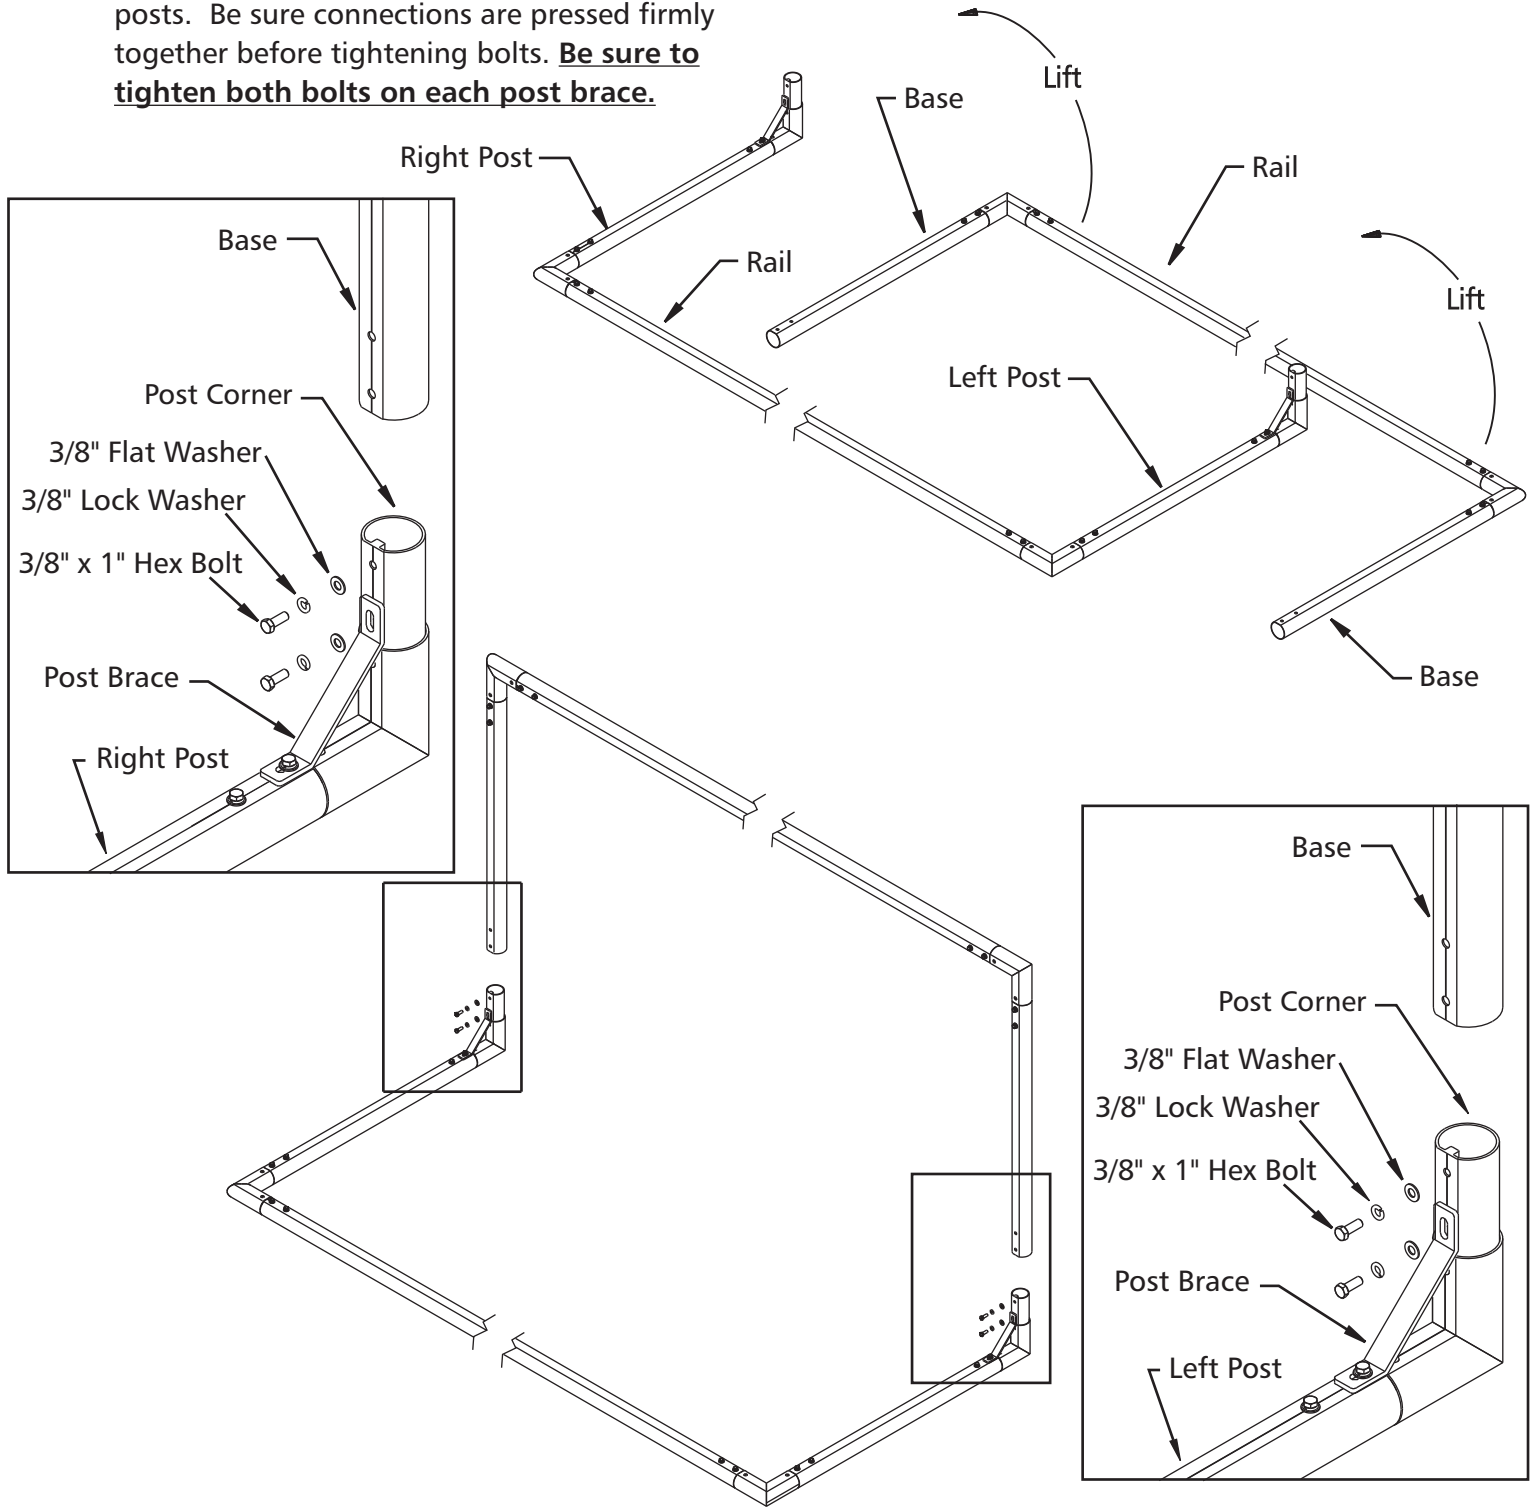 posts.  Be sure connections are pressed firmly
together before tightening bolts. Be sure to
tighten both bolts on each post brace.
Lift
Base
Right Post
Rail
Rail
Lift
Left Post
Base
Base
Post Corner
3/8" Flat Washer
3/8" Lock Washer
3/8" x 1" Hex Bolt
Post Brace
Right Post
Base
Post Corner
3/8" Flat Washer
3/8" Lock Washer
3/8" x 1" Hex Bolt
Post Brace
Left Post